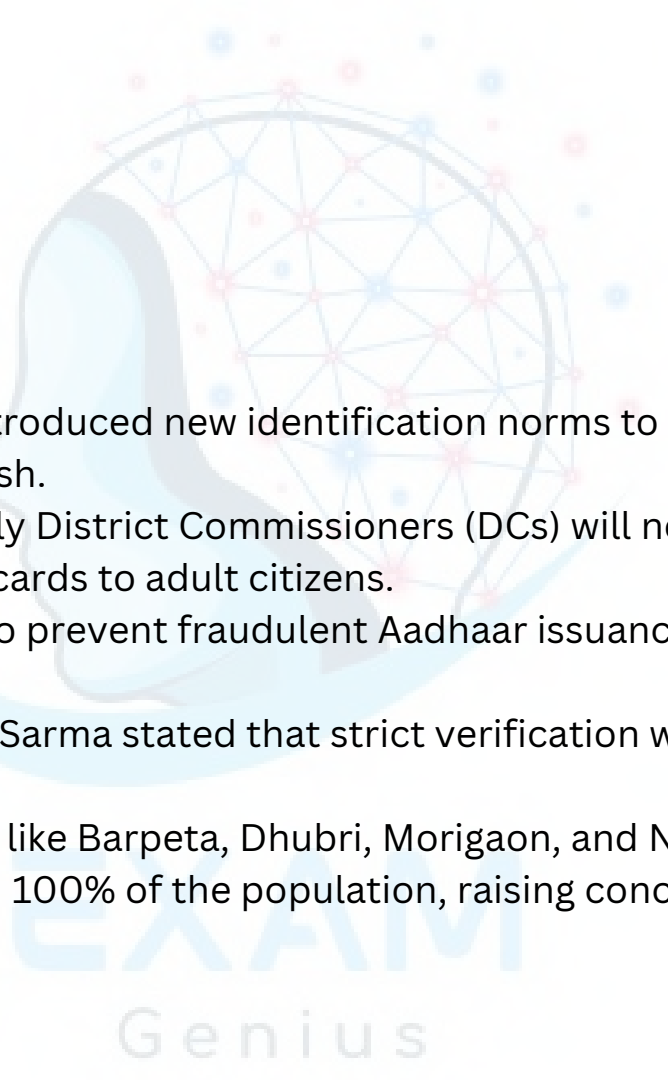 troduced new identification norms to
sh.
ly District Commissioners (DCs) will
cards to adult citizens.
o prevent fraudulent Aadhaar issuanc
Sarma stated that strict verification w
like Barpeta, Dhubri, Morigaon, and N
100% of the population, raising conc
EXAM
Genius